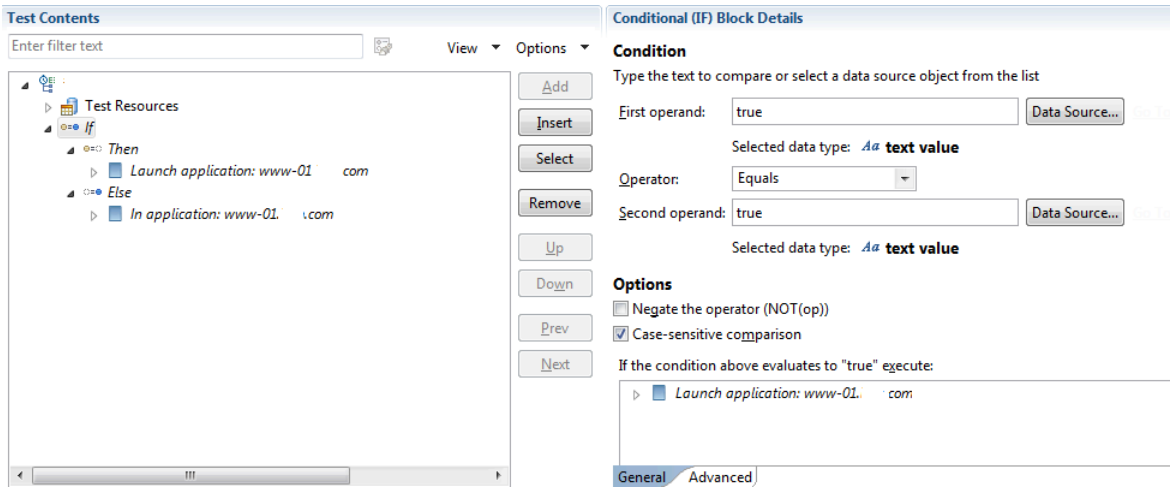 Test Contents
Enter filter text
View
Options
Test Resources
If
Then
Launch application: www-01 com
Else
In application: www-01. .com
Add
Insert
Select
Remove
Up
Down
Prev
Next
Conditional (IF) Block Details
Condition
Type the text to compare or select a data source object from the list
First operand: true Data Source... Go To
Selected data type: Aa text value
Operator: Equals
Second operand: true Data Source... Go To
Selected data type: Aa text value
Options
Negate the operator (NOT(op))
Case-sensitive comparison
If the condition above evaluates to "true" execute:
Launch application: www-01. com
General Advanced